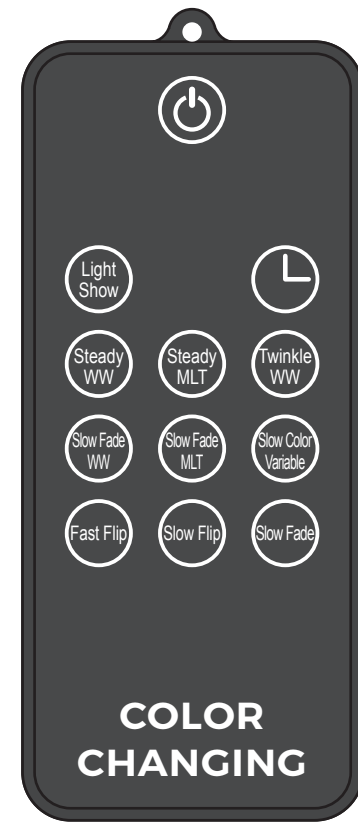 Light
Show
Steady
WW
Steady
MLT
Twinkle
WW
Slow Fade
WW
Slow Fade
MLT
Slow Color
Variable
Fast Flip
Slow Flip
Slow Fade
COLOR
CHANGING